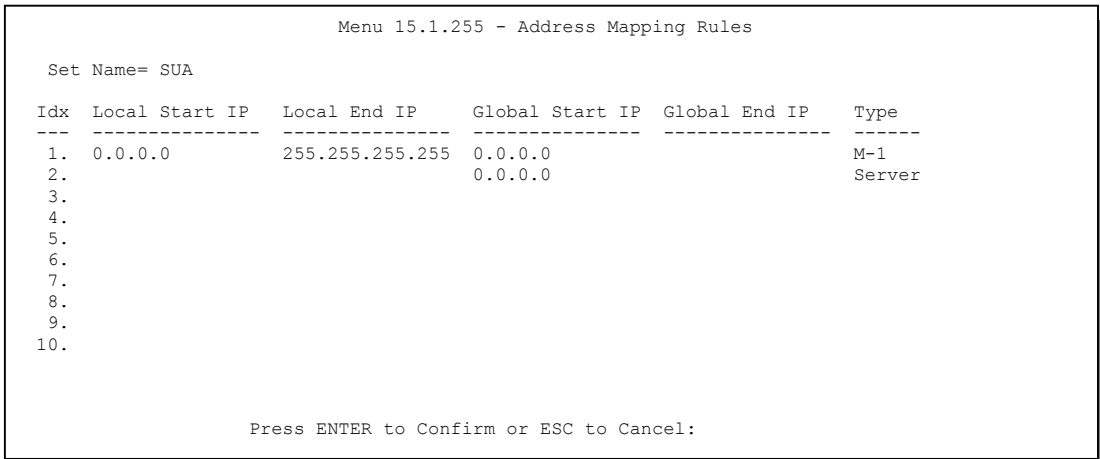 Menu 15.1.255 - Address Mapping Rules
Set Name= SUA
Idx  Local Start IP   Local End IP     Global Start IP  Global End IP    Type
---  ---------------  ---------------  ---------------  ---------------  ------
1.  0.0.0.0          255.255.255.255  0.0.0.0                           M-1
2.                                    0.0.0.0                           Server
3.
4.
5.
6.
7.
8.
9.
10.
Press ENTER to Confirm or ESC to Cancel: